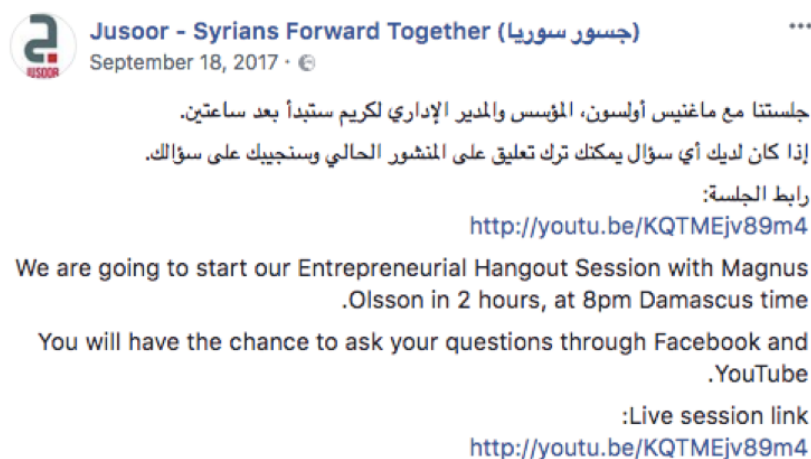 Jusoor - Syrians Forward Together (جسور سوريا)
September 18, 2017
JUSOOR
جلستنا مع ماغنيس أولسون، المؤسس والمدير الإداري لكريم ستبدأ بعد ساعتين.
إذا كان لديك أي سؤال يمكنك ترك تعليق على المنشور الحالي وسنجيبك على سؤالك.
رابط الجلسة:
http://youtu.be/KQTMEjv89m4
We are going to start our Entrepreneurial Hangout Session with Magnus
.Olsson in 2 hours, at 8pm Damascus time
You will have the chance to ask your questions through Facebook and
.YouTube
:Live session link
http://youtu.be/KQTMEjv89m4